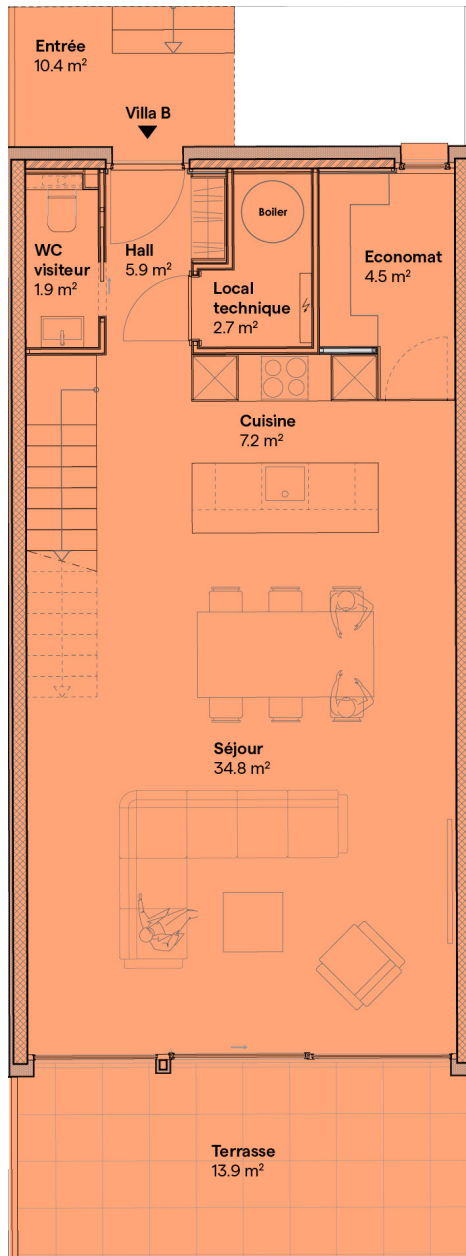 Entrée
10.4 m²
Villa B
WC
visiteur
1.9 m²
Hall
5.9 m²
Boiler
Local
technique
2.7 m²
Economat
4.5 m²
Cuisine
7.2 m²
Séjour
34.8 m²
Terrasse
13.9 m²